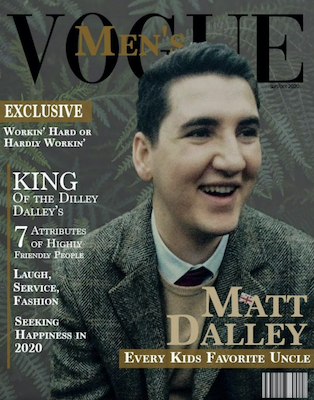 VOGUE
Men's
EXCLUSIVE
Workin' Hard or
Hardly Workin'
KING
Of the Dilley
Dalley's
7 Attributes
of Highly
Friendly People
Laugh,
Service,
Fashion
Seeking
Happiness in
2020
Matt
Dalley
Every Kids Favorite Uncle